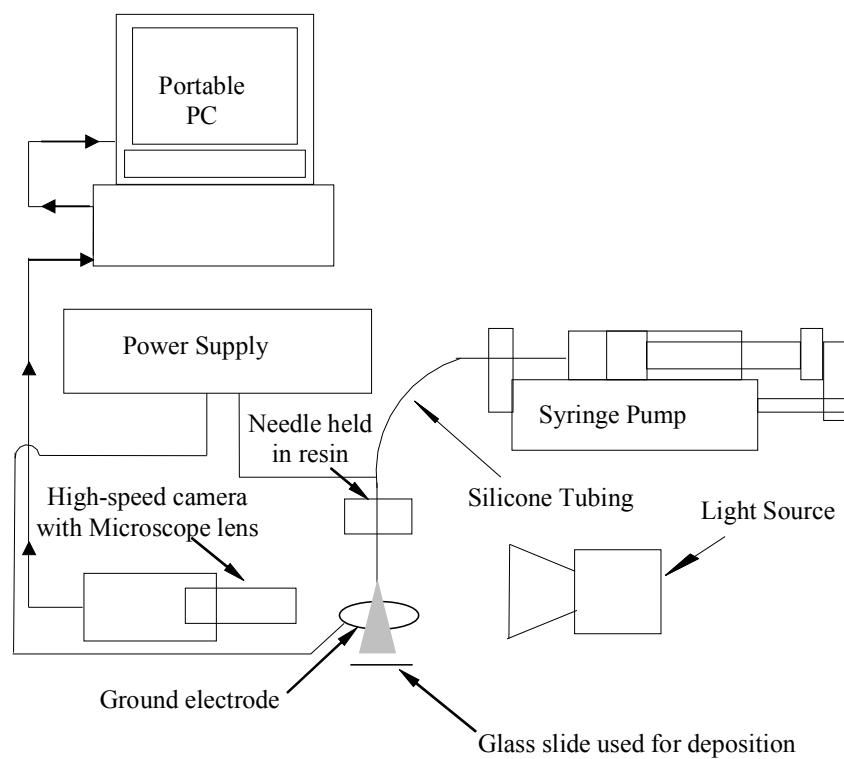 Portable
PC
Power Supply
Needle held
in resin
Syringe Pump
High-speed camera
with Microscope lens
Silicone Tubing
Light Source
Ground electrode
Glass slide used for deposition